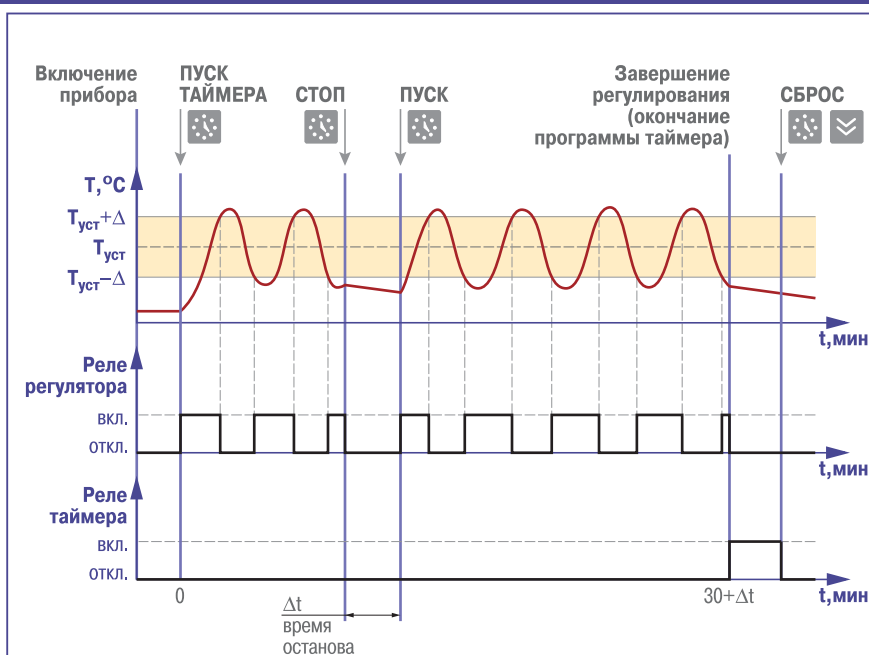 Включение
прибора
ПУСК
ТАЙМЕРА
СТОП
ПУСК
Завершение
регулирования
(окончание
программы таймера)
СБРОС
T,°C
Tуст+Δ
Tуст
Tуст−Δ
t,мин
Реле
регулятора
ВКЛ.
ОТКЛ.
t,мин
Реле
таймера
ВКЛ.
ОТКЛ.
0
30+Δt
t,мин
Δt
время
останова